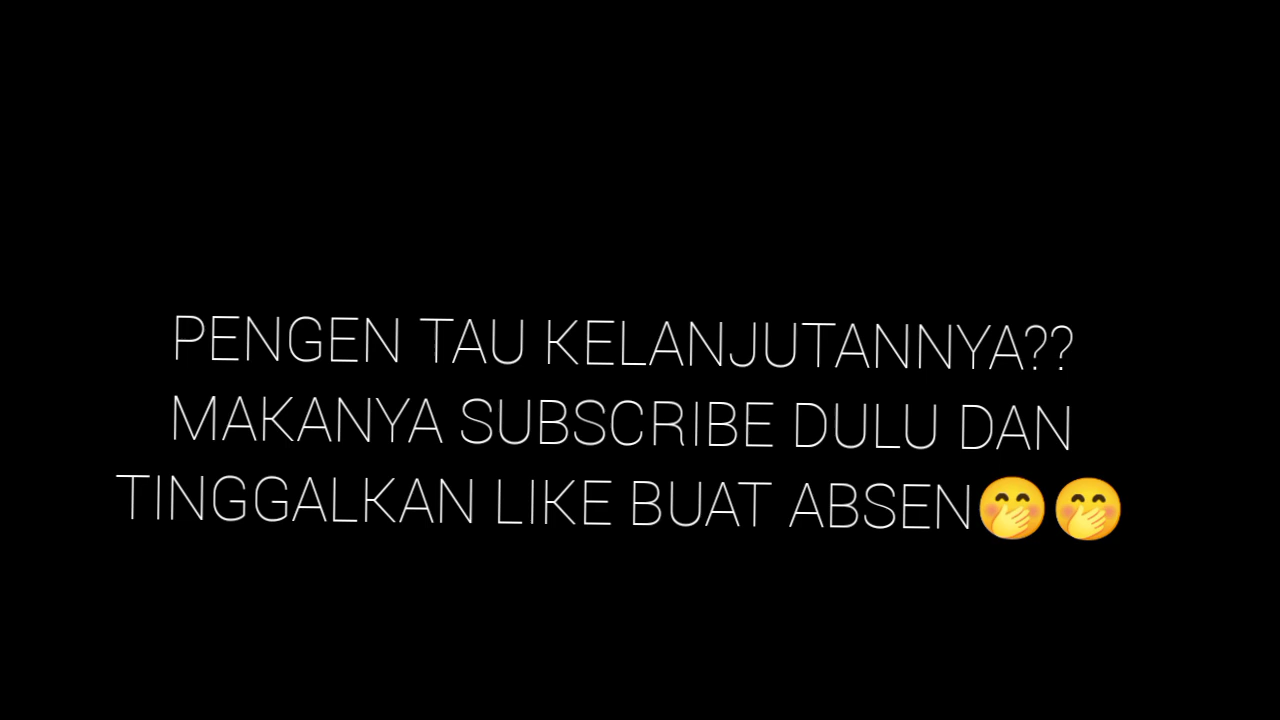 PENGEN TAU KELANJUTANNYA??
MAKANYA SUBSCRIBE DULU DAN
TINGGALKAN LIKE BUAT ABSEN🤭🤭